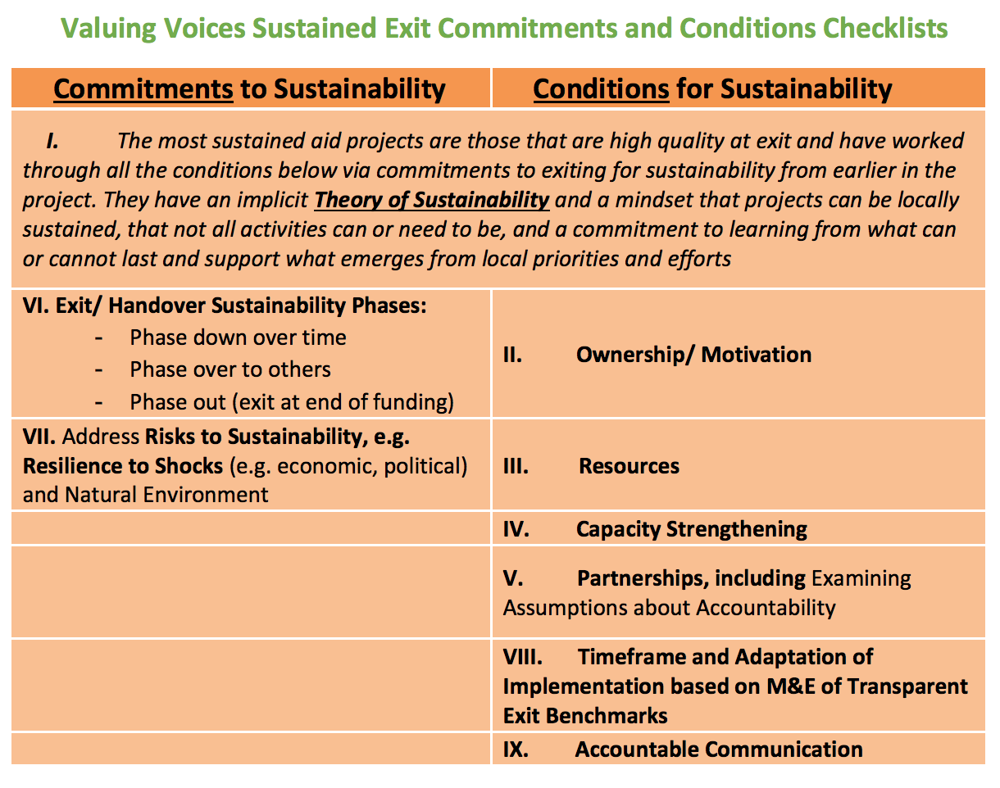 Valuing Voices Sustained Exit Commitments and Conditions Checklists
Commitments to Sustainability
Conditions for Sustainability
I. The most sustained aid projects are those that are high quality at exit and have worked
through all the conditions below via commitments to exiting for sustainability from earlier in the
project. They have an implicit Theory of Sustainability and a mindset that projects can be locally
sustained, that not all activities can or need to be, and a commitment to learning from what can
or cannot last and support what emerges from local priorities and efforts
VI. Exit/ Handover Sustainability Phases:
- Phase down over time
- Phase over to others
- Phase out (exit at end of funding)
II. Ownership/ Motivation
VII. Address Risks to Sustainability, e.g.
Resilience to Shocks (e.g. economic, political)
and Natural Environment
III. Resources
IV. Capacity Strengthening
V. Partnerships, including Examining
Assumptions about Accountability
VIII. Timeframe and Adaptation of
Implementation based on M&E of Transparent
Exit Benchmarks
IX. Accountable Communication